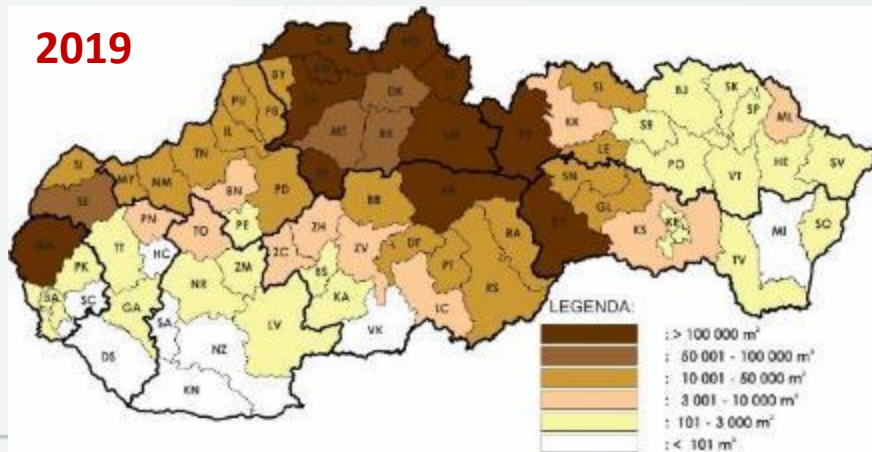 2019
BY
DK
PU
PB
SL
BJ
SK
SP
ML
IL
MT
KK
SB
TN
LE
PO
HE
SV
SI
MY
NM
BN
PD
VT
SE
BB
SN
GL
PN
TO
PE
ZH
RA
KS
KE
MI
SO
TT
HC
ZC
ZV
DE
PT
PK
NR
ZM
BS
TV
BA
SC
GA
KA
LC
RS
SA
LV
VK
DS
NZ
KN
LEGENDA:
: > 100 000 m²
: 50 001 - 100 000 m²
: 10 001 - 50 000 m²
: 3 001 - 10 000 m²
: 101 - 3 000 m²
: < 101 m²